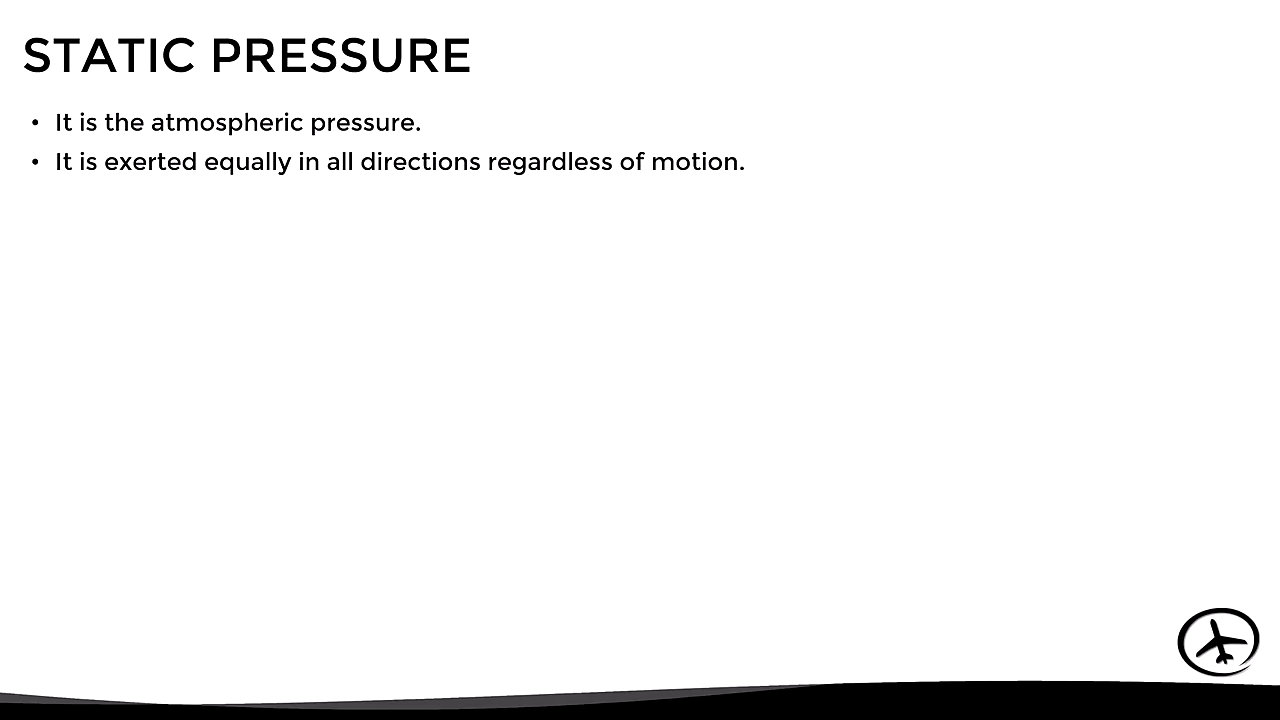 STATIC PRESSURE
• It is the atmospheric pressure.
• It is exerted equally in all directions regardless of motion.